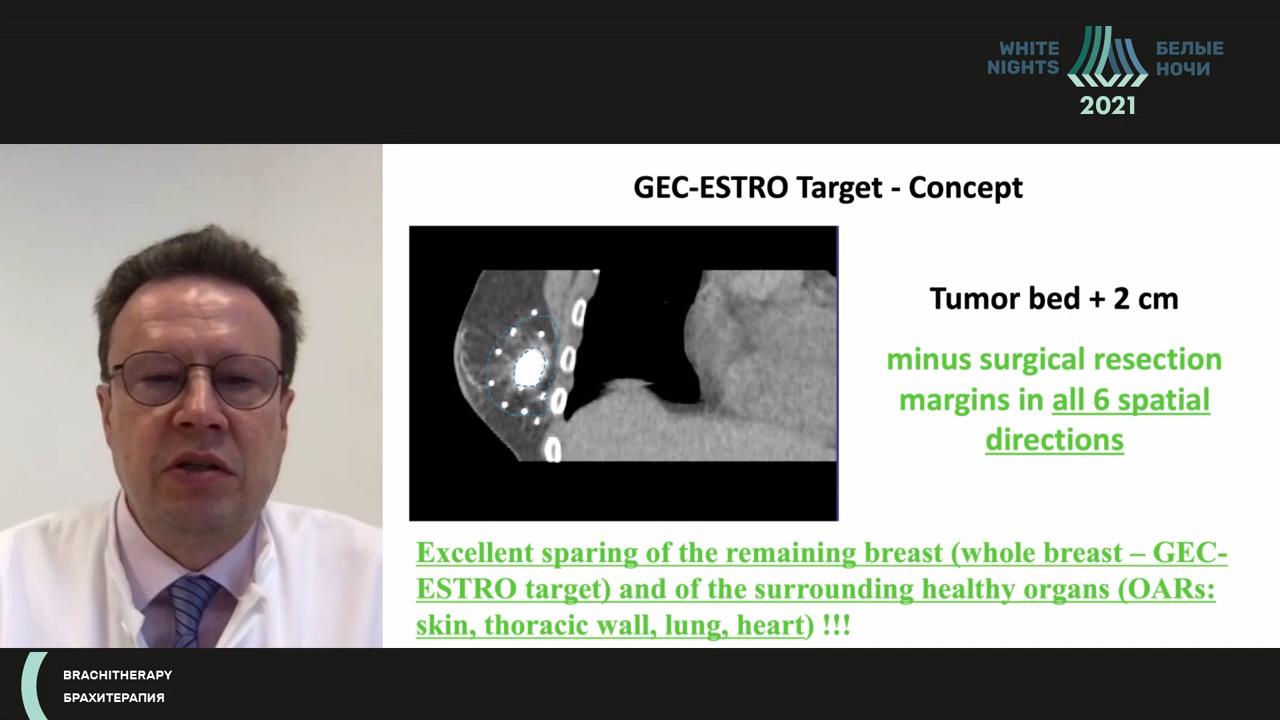 WHITE
NIGHTS
БЕЛЫЕ
НОЧИ
2021
GEC-ESTRO Target - Concept
Tumor bed + 2 cm
minus surgical resection
margins in all 6 spatial
directions
Excellent sparing of the remaining breast (whole breast – GEC-
ESTRO target) and of the surrounding healthy organs (OARs:
skin, thoracic wall, lung, heart) !!!
BRACHITHERAPY
БРАХИТЕРАПИЯ